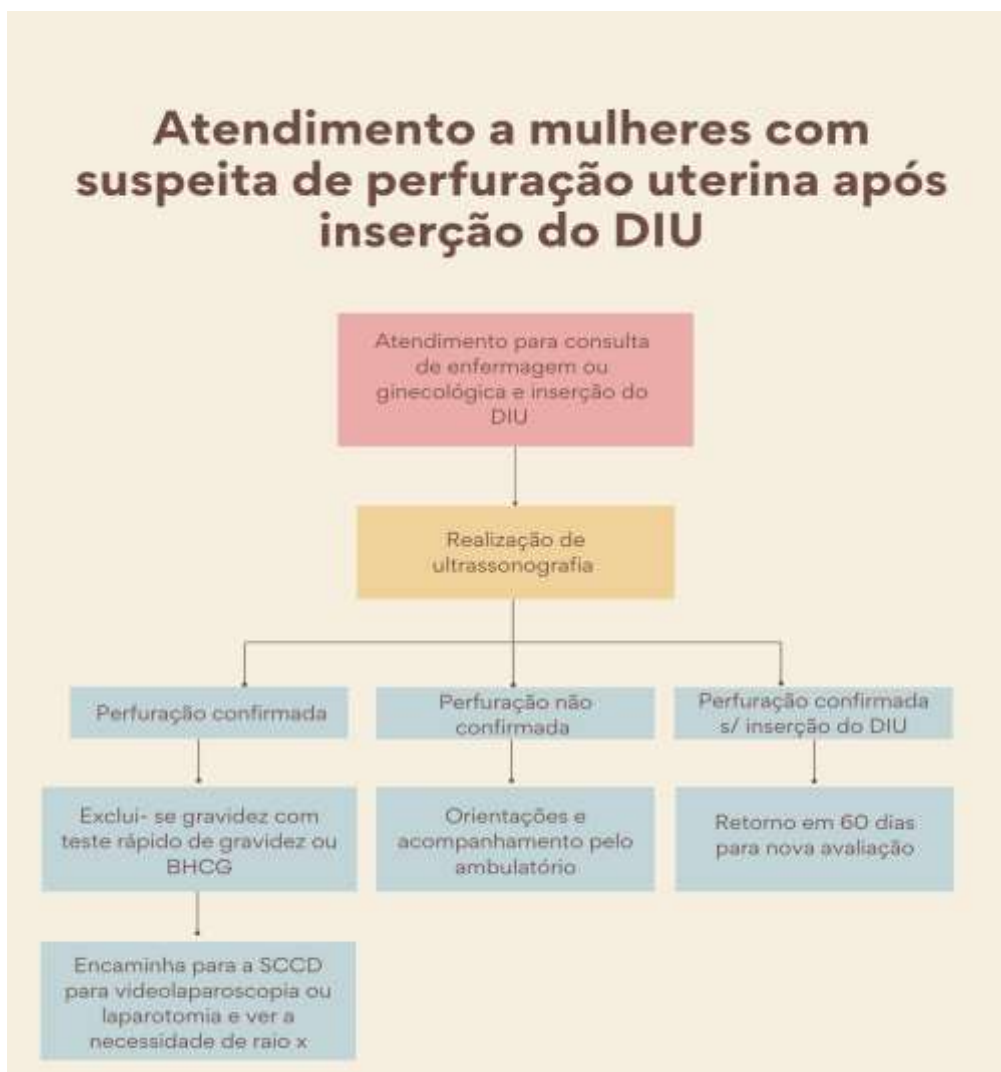 Atendimento a mulheres com
suspeita de perfuração uterina após
inserção do DIU
Atendimento para consulta
de enfermagem ou
ginecológica e inserção do
DIU
Realização de
ultrassonografia
Perfuração confirmada
Perfuração não
confirmada
Perfuração confirmada
s/ inserção do DIU
Exclui- se gravidez com
teste rápido de gravidez ou
BHCG
Orientações e
acompanhamento pelo
ambulatório
Retorno em 60 dias
para nova avaliação
Encaminha para a SCCD
para videolaparoscopia ou
laparotomia e ver a
necessidade de raio x